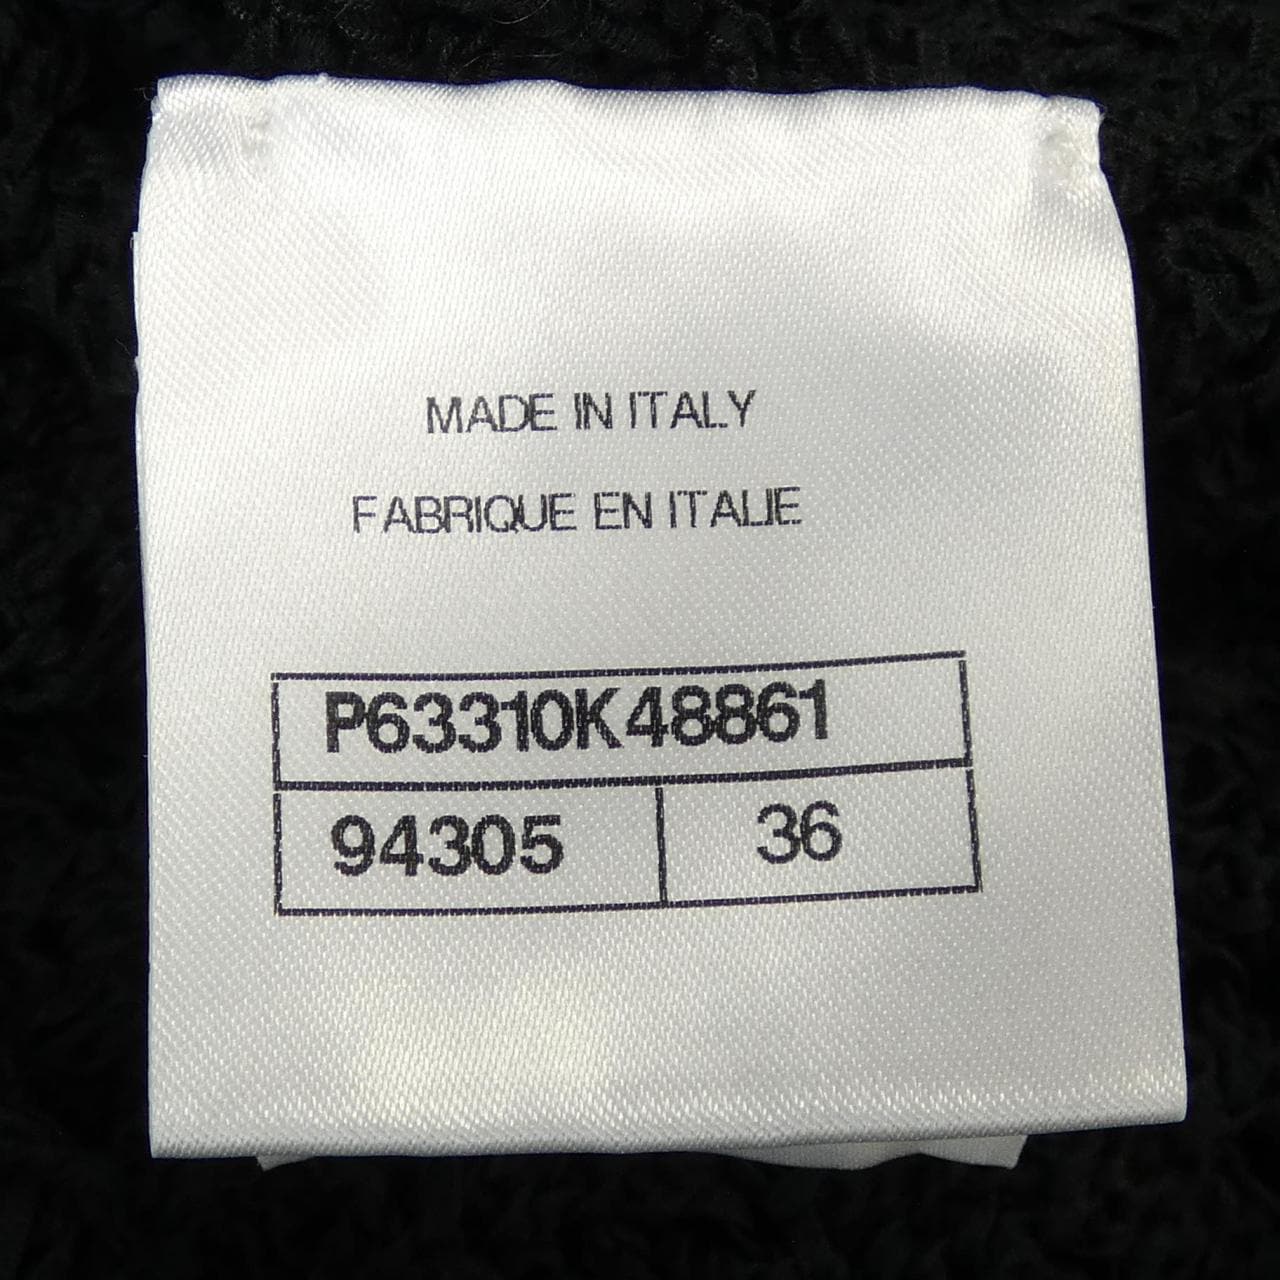 MADE IN ITALY
FABRIQUE EN ITALIE
P63310K48861
94305 36